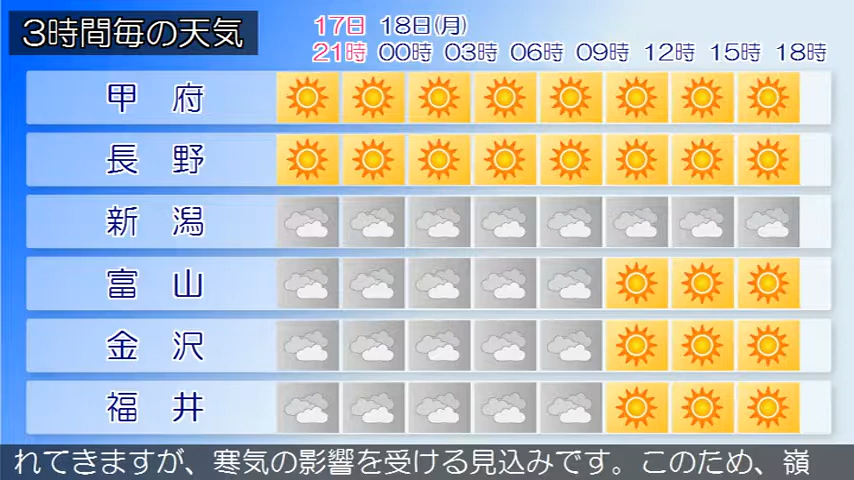 3時間毎の天気
17日 18日(月)
21時 00時 03時 06時 09時 12時 15時 18時
甲 府
長 野
新 潟
富 山
金 沢
福 井
れてきますが、寒気の影響を受ける見込みです。このため、嶺